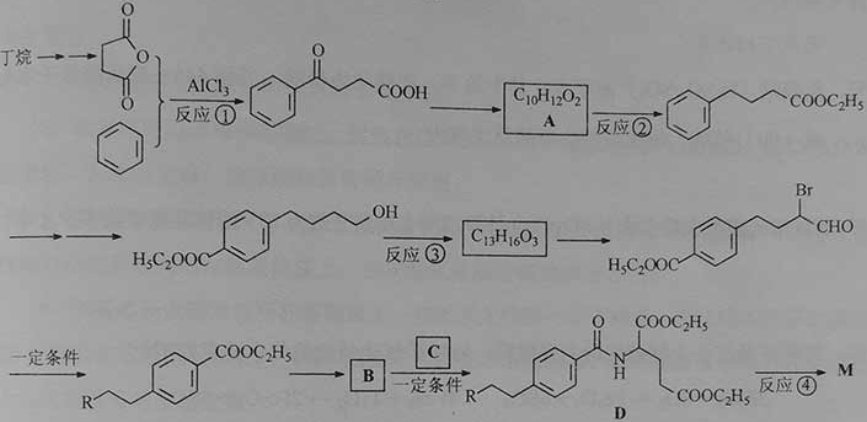 丁烷
O
O
O
AlCl₃
反应①
O
COOH
C₁₀H₁₂O₂
A
反应②
COOC₂H₅
H₅C₂OOC
OH
反应③
C₁₃H₁₆O₃
Br
CHO
H₅C₂OOC
一定条件
R
COOC₂H₅
B
C
一定条件
R
O
N
H
COOC₂H₅
COOC₂H₅
D
反应④
M